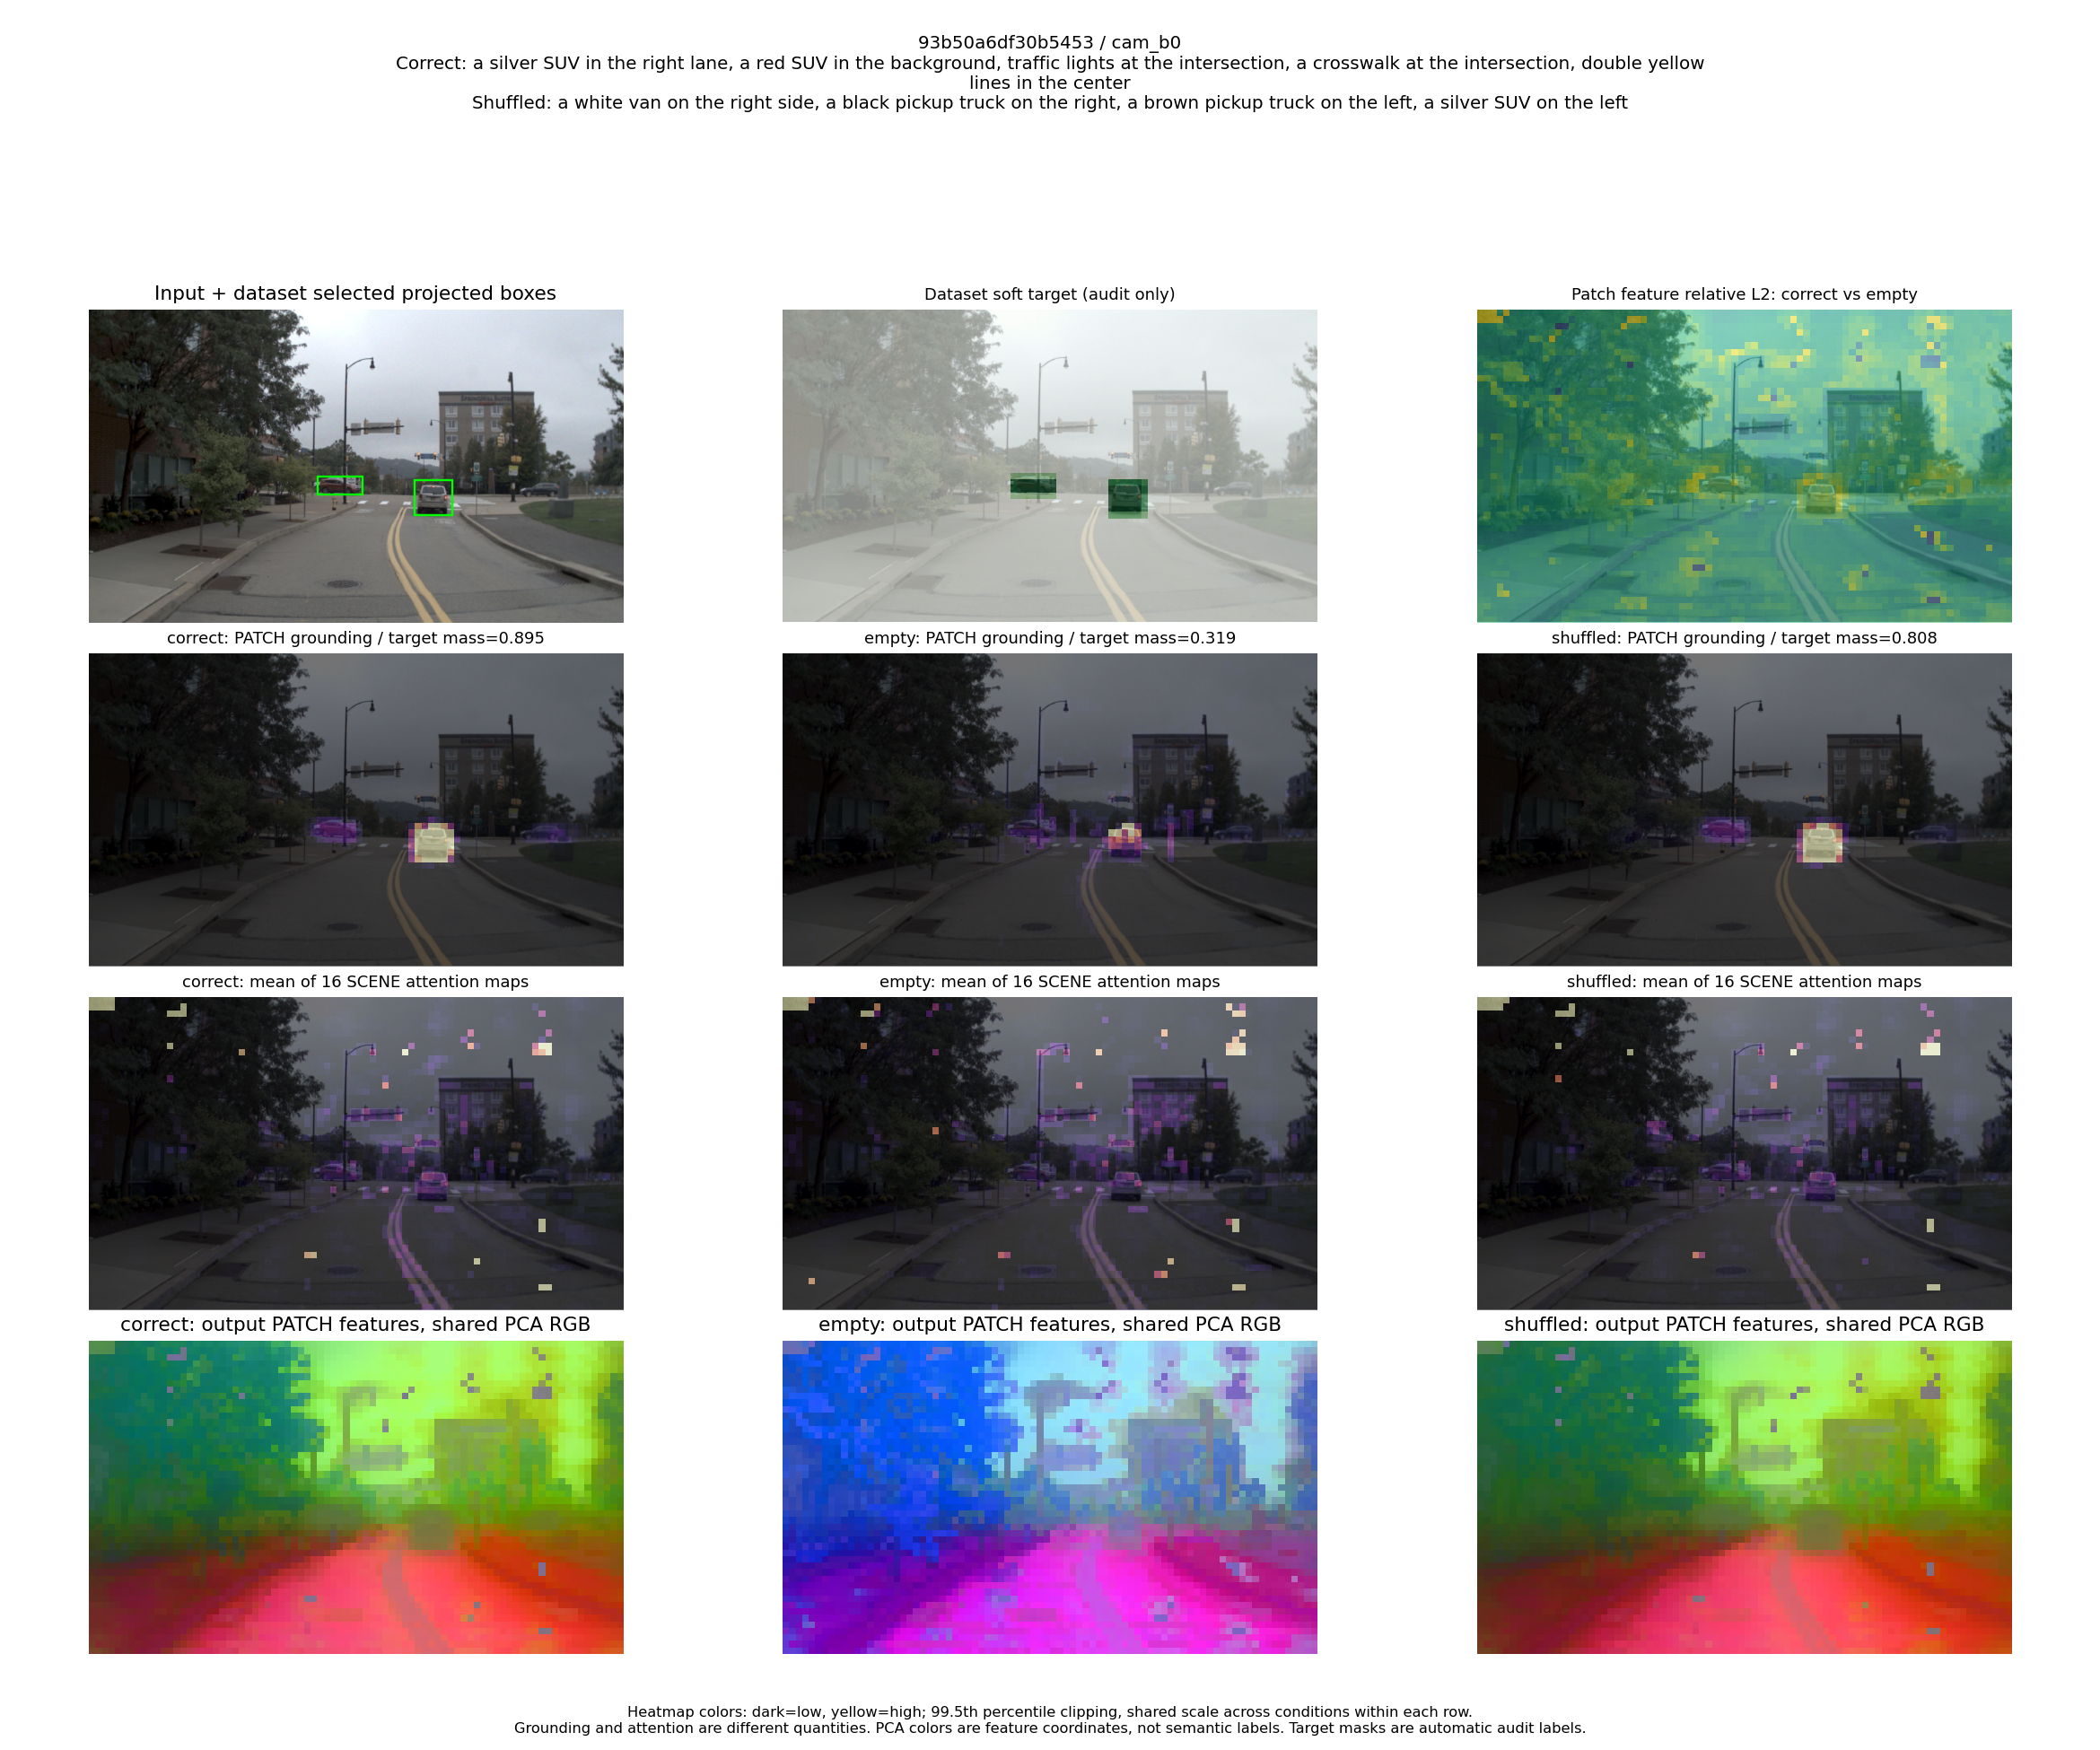 93b50a6df30b5453 / cam_b0
Correct: a silver SUV in the right lane, a red SUV in the background, traffic lights at the intersection, a crosswalk at the intersection, double yellow
lines in the center
Shuffled: a white van on the right side, a black pickup truck on the right, a brown pickup truck on the left, a silver SUV on the left
Input + dataset selected projected boxes
Dataset soft target (audit only)
Patch feature relative L2: correct vs empty
correct: PATCH grounding / target mass=0.895
empty: PATCH grounding / target mass=0.319
shuffled: PATCH grounding / target mass=0.808
correct: mean of 16 SCENE attention maps
empty: mean of 16 SCENE attention maps
shuffled: mean of 16 SCENE attention maps
correct: output PATCH features, shared PCA RGB
empty: output PATCH features, shared PCA RGB
shuffled: output PATCH features, shared PCA RGB
Heatmap colors: dark=low, yellow=high; 99.5th percentile clipping, shared scale across conditions within each row.
Grounding and attention are different quantities. PCA colors are feature coordinates, not semantic labels. Target masks are automatic audit labels.